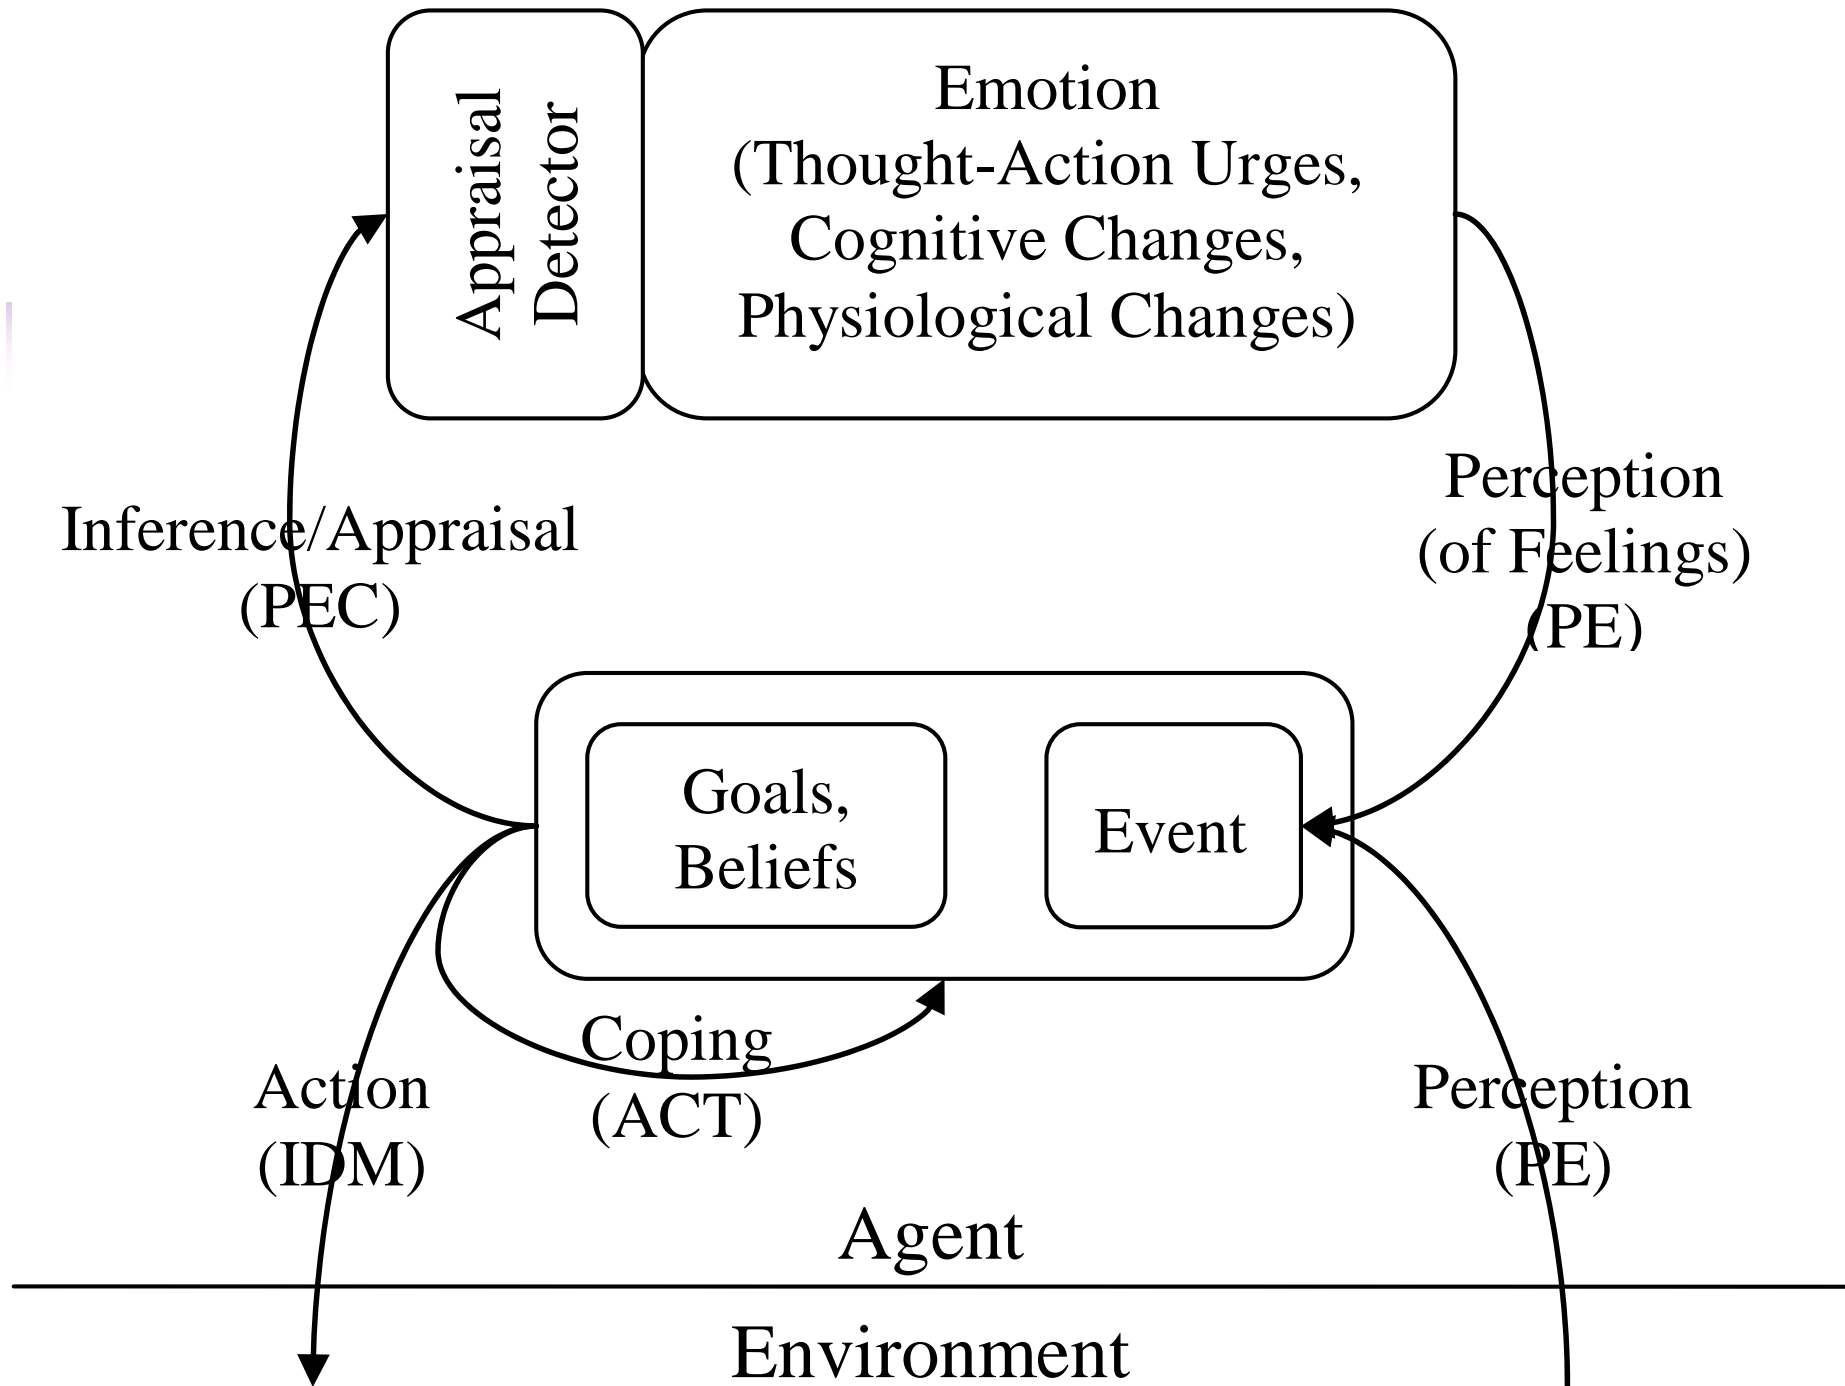 Appraisal
Detector
Emotion
(Thought-Action Urges,
Cognitive Changes,
Physiological Changes)
Inference/Appraisal
(PEC)
Perception
(of Feelings)
(PE)
Goals,
Beliefs
Event
Coping
(ACT)
Action
(IDM)
Perception
(PE)
Agent
Environment